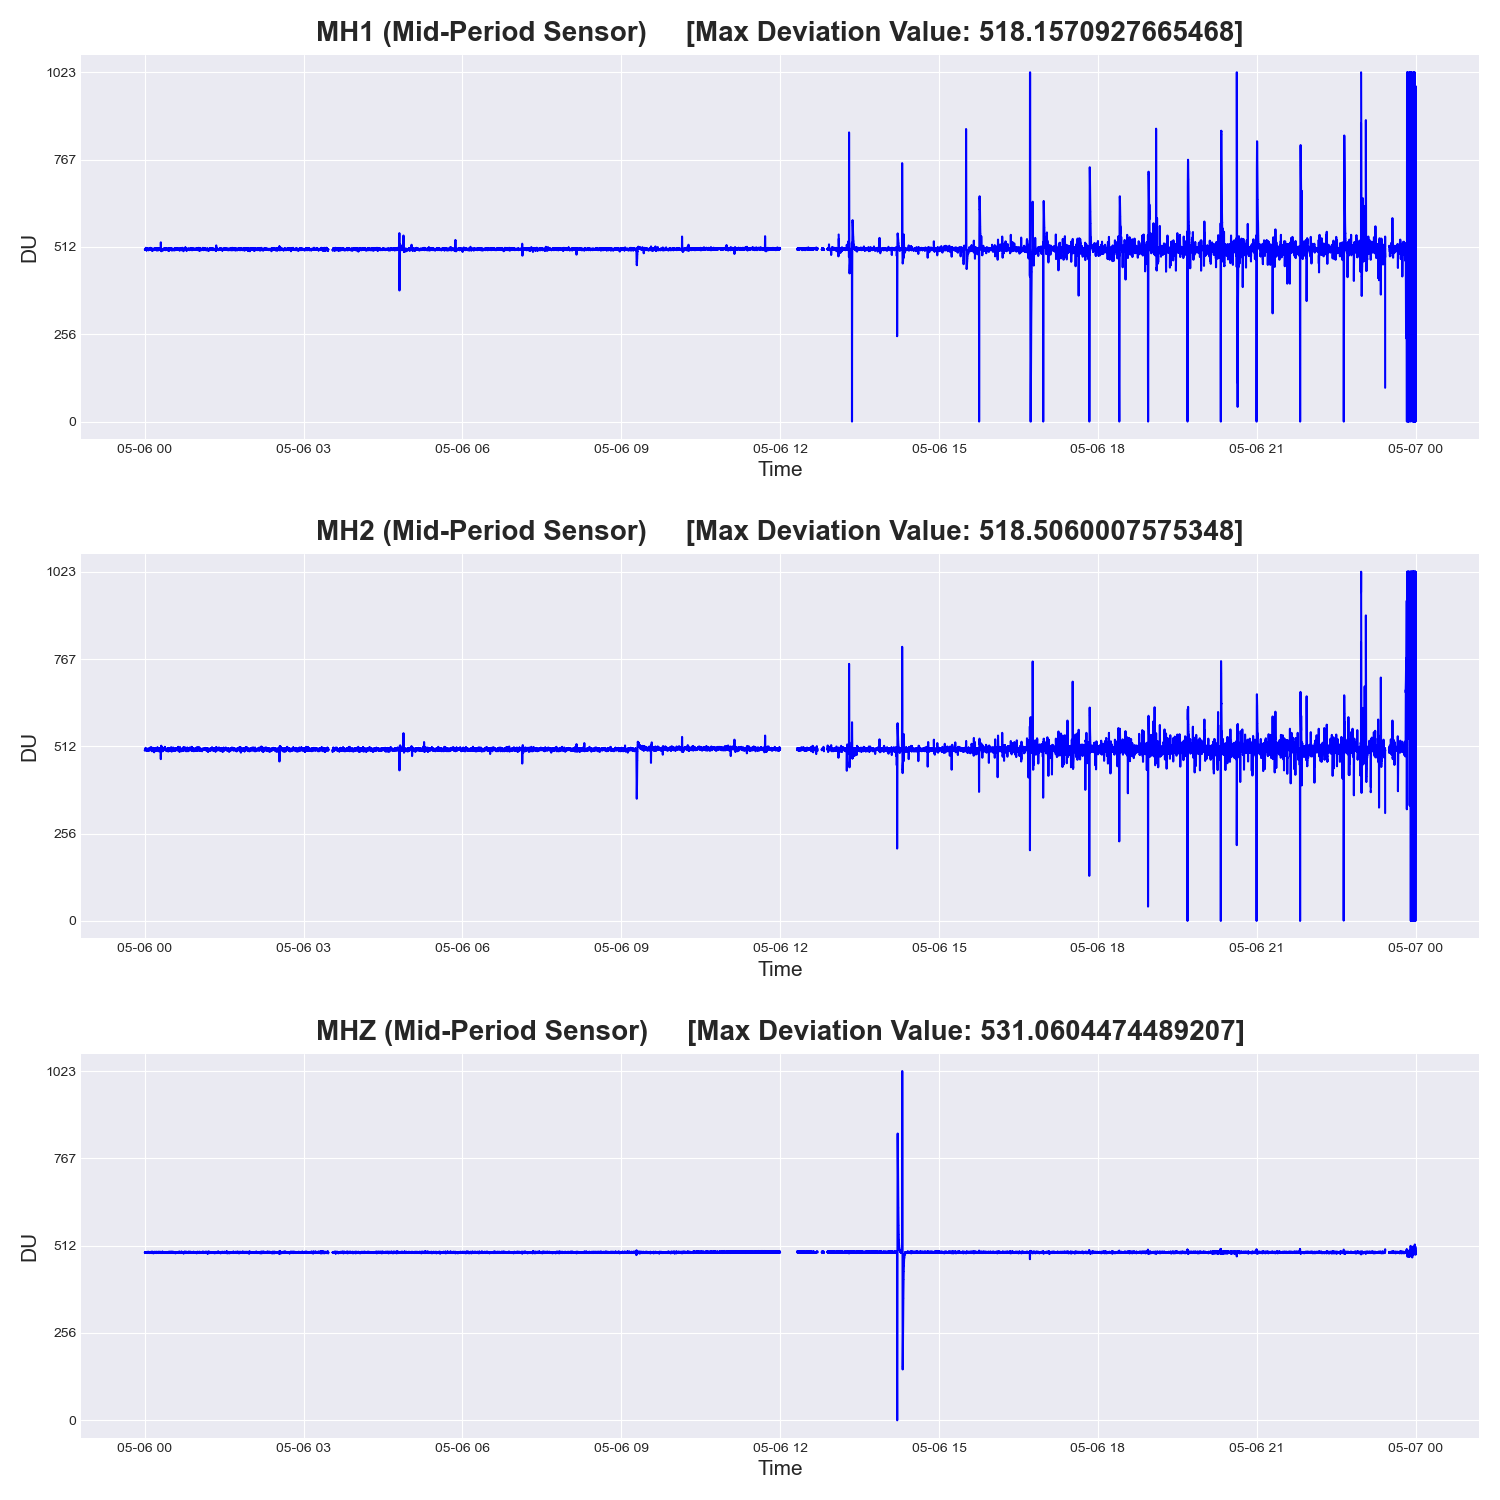 MH1 (Mid-Period Sensor) [Max Deviation Value: 518.1570927665468]
1023
767
512
256
0
DU
05-06 00 05-06 03 05-06 06 05-06 09 05-06 12 05-06 15 05-06 18 05-06 21 05-07 00
Time
MH2 (Mid-Period Sensor) [Max Deviation Value: 518.5060007575348]
1023
767
512
256
0
DU
05-06 00 05-06 03 05-06 06 05-06 09 05-06 12 05-06 15 05-06 18 05-06 21 05-07 00
Time
MHZ (Mid-Period Sensor) [Max Deviation Value: 531.0604474489207]
1023
767
512
256
0
DU
05-06 00 05-06 03 05-06 06 05-06 09 05-06 12 05-06 15 05-06 18 05-06 21 05-07 00
Time